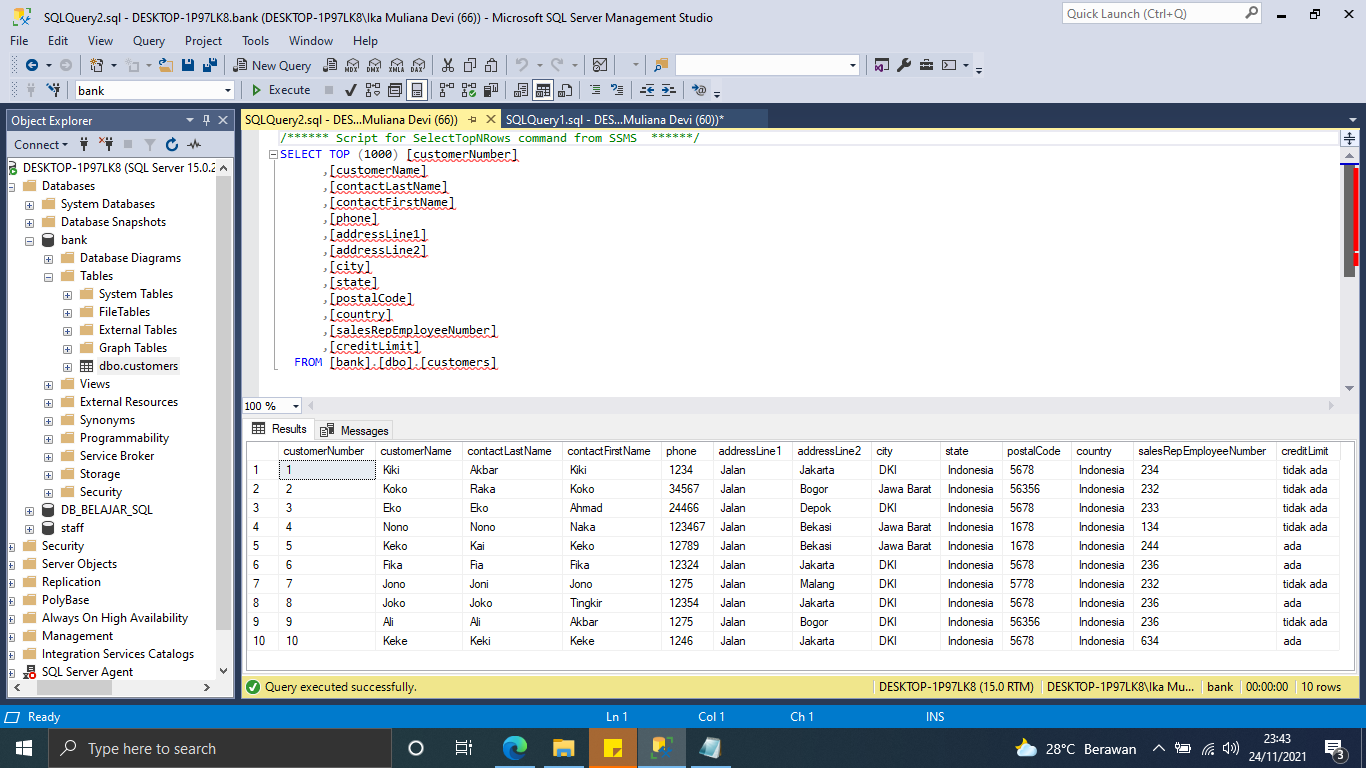 SQLQuery2.sql - DESKTOP-1P97LK8.bank (DESKTOP-1P97LK8\Ika Muliana Devi (66)) - Microsoft SQL Server Management Studio
Quick Launch (Ctrl+Q)
File Edit View Query Project Tools Window Help
New Query MDX DMX XMLA DAX
bank Execute
Object Explorer
SQLQuery2.sql - DES...Muliana Devi (66))
SQLQuery1.sql - DES...Muliana Devi (60))*
Connect
DESKTOP-1P97LK8 (SQL Server 15.0.2
Databases
System Databases
Database Snapshots
bank
Database Diagrams
Tables
System Tables
FileTables
External Tables
Graph Tables
dbo.customers
Views
External Resources
Synonyms
Programmability
Service Broker
Storage
Security
DB_BELAJAR_SQL
staff
Security
Server Objects
Replication
PolyBase
Always On High Availability
Management
Integration Services Catalogs
SQL Server Agent
/****** Script for SelectTopNRows command from SSMS ******/
SELECT TOP (1000) [customerNumber]
,[customerName]
,[contactLastName]
,[contactFirstName]
,[phone]
,[addressLine1]
,[addressLine2]
,[city]
,[state]
,[postalCode]
,[country]
,[salesRepEmployeeNumber]
,[creditLimit]
FROM [bank].[dbo].[customers]
100 %
Results Messages
customerNumber customerName contactLastName contactFirstName phone addressLine1 addressLine2 city state postalCode country salesRepEmployeeNumber creditLimit
1 1 Kiki Akbar Kiki 1234 Jalan Jakarta DKI Indonesia 5678 Indonesia 234 tidak ada
2 2 Koko Raka Koko 34567 Jalan Bogor Jawa Barat Indonesia 56356 Indonesia 232 tidak ada
3 3 Eko Eko Ahmad 24466 Jalan Depok DKI Indonesia 5678 Indonesia 233 tidak ada
4 4 Nono Nono Naka 123467 Jalan Bekasi Jawa Barat Indonesia 1678 Indonesia 134 tidak ada
5 5 Keko Kai Keko 12789 Jalan Bekasi Jawa Barat Indonesia 1678 Indonesia 244 ada
6 6 Fika Fia Fika 12324 Jalan Jakarta DKI Indonesia 5678 Indonesia 236 ada
7 7 Jono Joni Jono 1275 Jalan Malang DKI Indonesia 5778 Indonesia 232 tidak ada
8 8 Joko Joko Tingkir 12354 Jalan Jakarta DKI Indonesia 5678 Indonesia 236 ada
9 9 Ali Ali Akbar 1275 Jalan Bogor DKI Indonesia 56356 Indonesia 236 tidak ada
10 10 Keke Keki Keke 1246 Jalan Jakarta DKI Indonesia 5678 Indonesia 634 ada
Query executed successfully. DESKTOP-1P97LK8 (15.0 RTM) DESKTOP-1P97LK8\Ika Mu... bank 00:00:00 10 rows
Ready Ln 1 Col 1 Ch 1 INS
Type here to search
28°C Berawan
23:43
24/11/2021
3